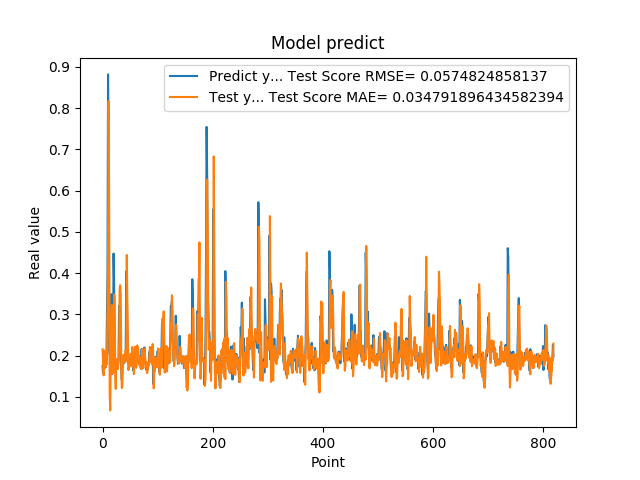 Model predict
Predict y... Test Score RMSE= 0.0574824858137
Test y... Test Score MAE= 0.034791896434582394
0.9
0.8
0.7
0.6
0.5
0.4
0.3
0.2
0.1
Real value
0 200 400 600 800
Point